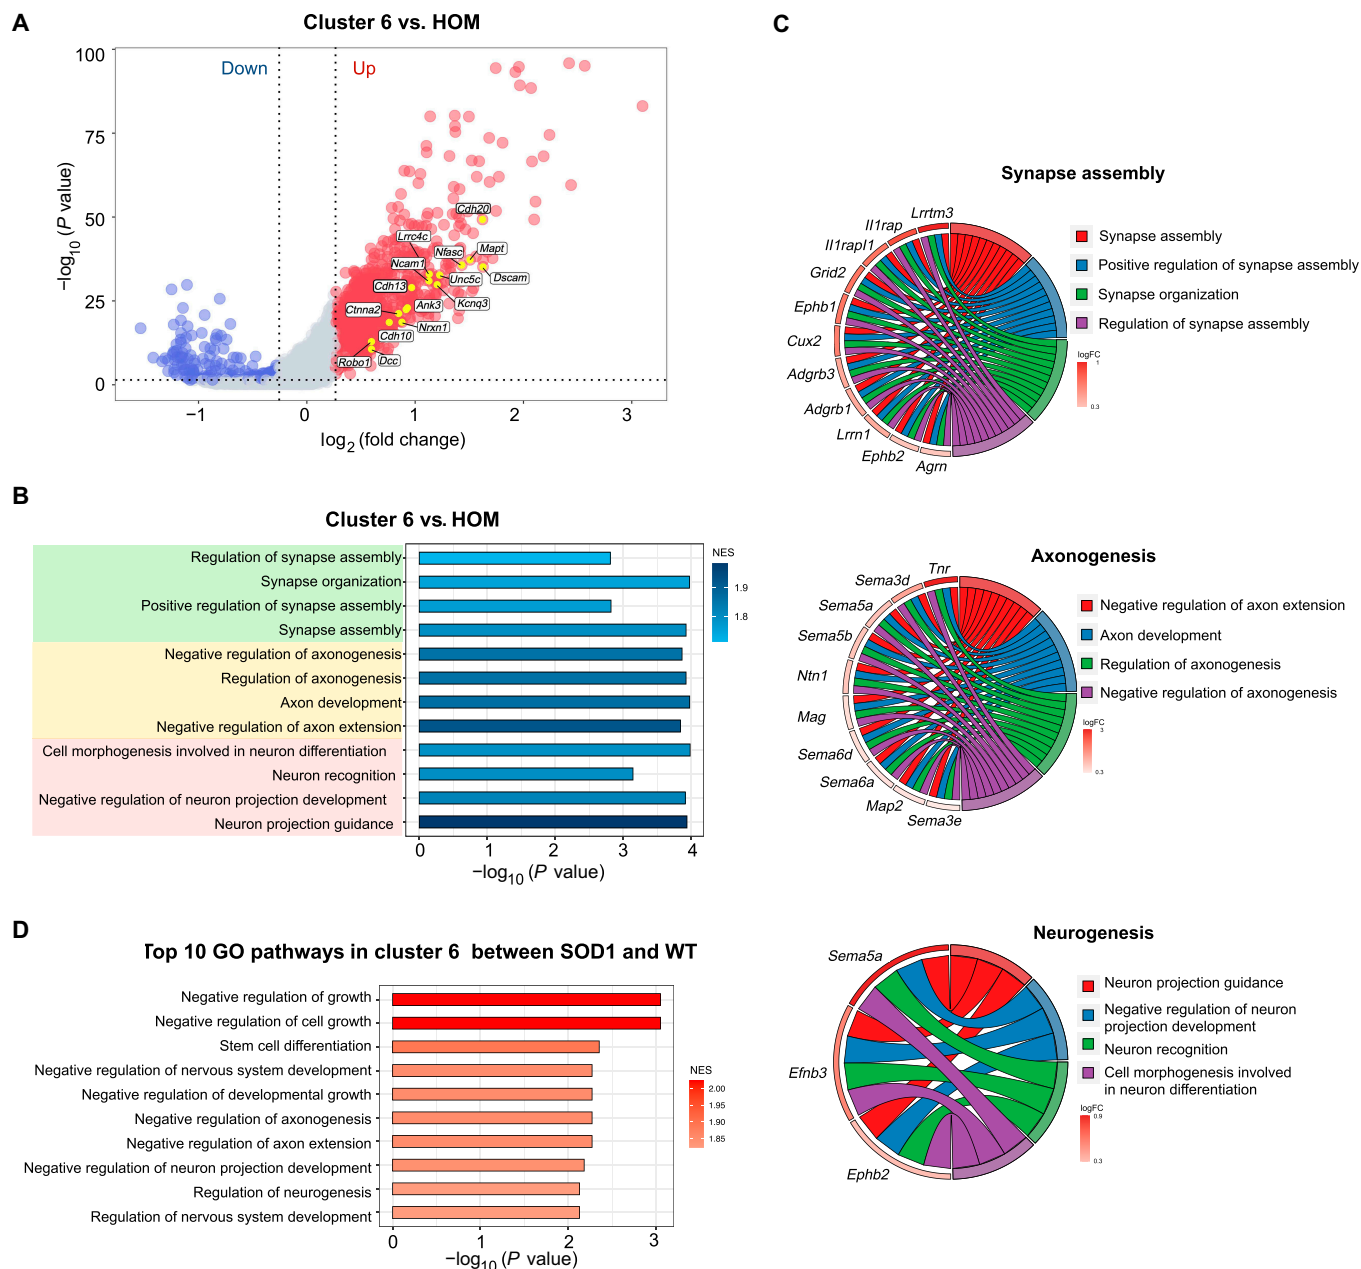 A
Cluster 6 vs. HOM
Down
Up
100
75
50
25
0
−log10 (P value)
Cdh20
Lrrc4c
Nfasc
Mapt
Ncam1
Unc5c
Dscam
Cdh13
Kcnq3
Ctnna2
Ank3
Nrxn1
Cdh10
Robo1
Dcc
−1
0
1
2
3
log2 (fold change)
B
Cluster 6 vs. HOM
Regulation of synapse assembly
Synapse organization
Positive regulation of synapse assembly
Synapse assembly
Negative regulation of axonogenesis
Regulation of axonogenesis
Axon development
Negative regulation of axon extension
Cell morphogenesis involved in neuron differentiation
Neuron recognition
Negative regulation of neuron projection development
Neuron projection guidance
0
1
2
3
4
−log10 (P value)
NES
1.9
1.8
C
Synapse assembly
Lrrtm3
Il1rap
Il1rapl1
Grid2
Ephb1
Cux2
Adgrb3
Adgrb1
Lrrn1
Ephb2
Agrn
Synapse assembly
Positive regulation of synapse assembly
Synapse organization
Regulation of synapse assembly
logFC
1
0.3
Axonogenesis
Tnr
Sema3d
Sema5a
Sema5b
Ntn1
Mag
Sema6d
Sema6a
Map2
Sema3e
Negative regulation of axon extension
Axon development
Regulation of axonogenesis
Negative regulation of axonogenesis
logFC
3
0.3
Neurogenesis
Sema5a
Efnb3
Ephb2
Neuron projection guidance
Negative regulation of neuron
projection development
Neuron recognition
Cell morphogenesis involved
in neuron differentiation
logFC
0.9
0.3
D
Top 10 GO pathways in cluster 6 between SOD1 and WT
Negative regulation of growth
Negative regulation of cell growth
Stem cell differentiation
Negative regulation of nervous system development
Negative regulation of developmental growth
Negative regulation of axonogenesis
Negative regulation of axon extension
Negative regulation of neuron projection development
Regulation of neurogenesis
Regulation of nervous system development
0
1
2
3
−log10 (P value)
NES
2.00
1.95
1.90
1.85